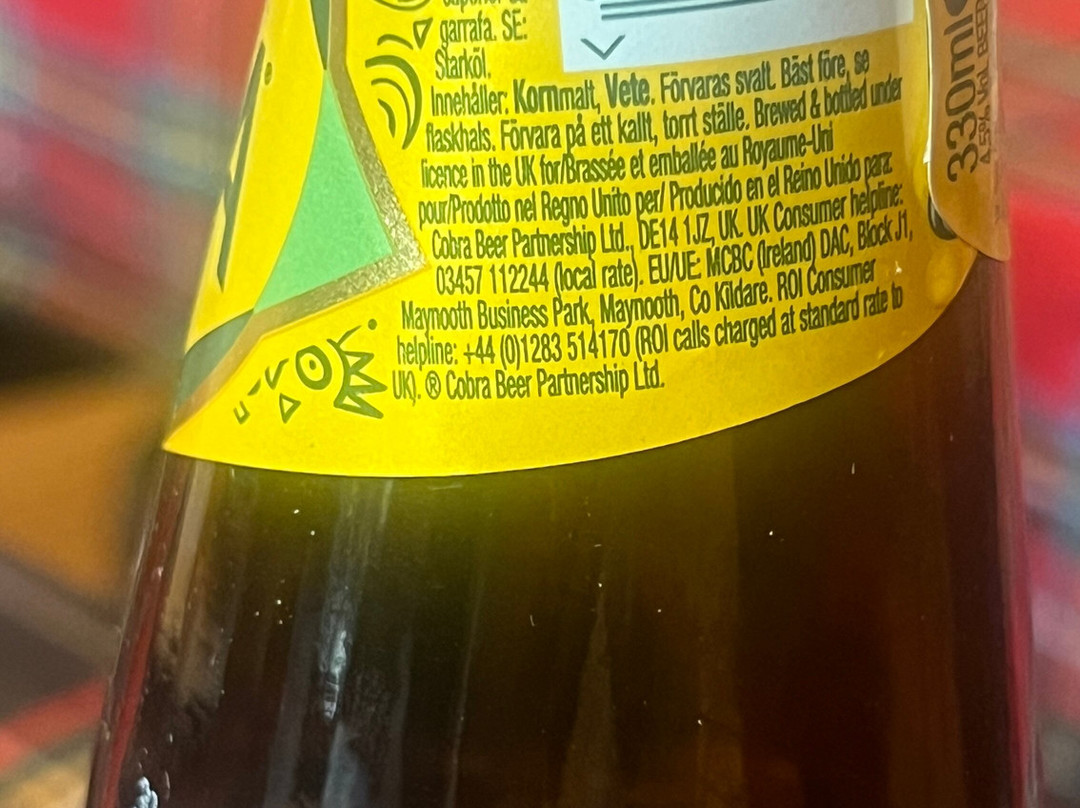 garrafa. SE:
Starköl.
Innehåller: Kornmalt, Vete. Förvaras svalt. Bäst före, se
flaskhals. Förvara på ett kallt, torrt ställe. Brewed & bottled under
licence in the UK for/Brassée et emballée au Royaume-Uni
pour/Prodotto nel Regno Unito per/ Producido en el Reino Unido para:
Cobra Beer Partnership Ltd., DE14 1JZ, UK. UK Consumer helpline:
03457 112244 (local rate). EU/UE: MCBC (Ireland) DAC, Block J1,
Maynooth Business Park, Maynooth, Co Kildare. ROI Consumer
helpline: +44 (0)1283 514170 (ROI calls charged at standard rate to
UK). ® Cobra Beer Partnership Ltd.
330ml
Vol. BEER